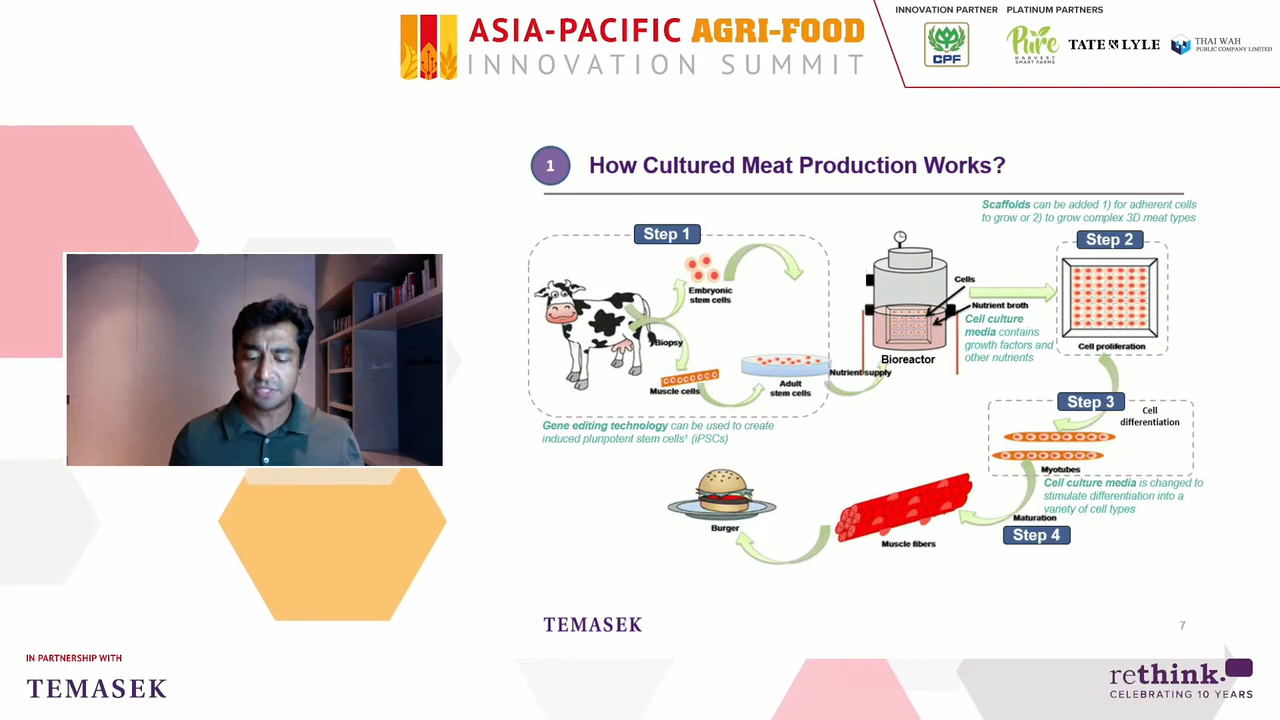 ASIA-PACIFIC AGRI-FOOD
INNOVATION SUMMIT
INNOVATION PARTNER
PLATINUM PARTNERS
CPF
Pure
HARVEST
SMART FARMS
TATE & LYLE
THAI WAH
PUBLIC COMPANY LIMITED
1
How Cultured Meat Production Works?
Scaffolds can be added 1) for adherent cells
to grow or 2) to grow complex 3D meat types
Step 1
Step 2
Embryonic
stem cells
Biopsy
Muscle cells
Adult
stem cells
Nutrient supply
Cells
Nutrient broth
Cell culture
media contains
growth factors and
other nutrients
Bioreactor
Cell proliferation
Gene editing technology can be used to create
induced pluripotent stem cells¹ (iPSCs)
Step 3
Cell
differentiation
Myotubes
Cell culture media is changed to
stimulate differentiation into a
variety of cell types
Maturation
Step 4
Muscle fibers
Burger
TEMASEK
7
IN PARTNERSHIP WITH
TEMASEK
rethink.
CELEBRATING 10 YEARS